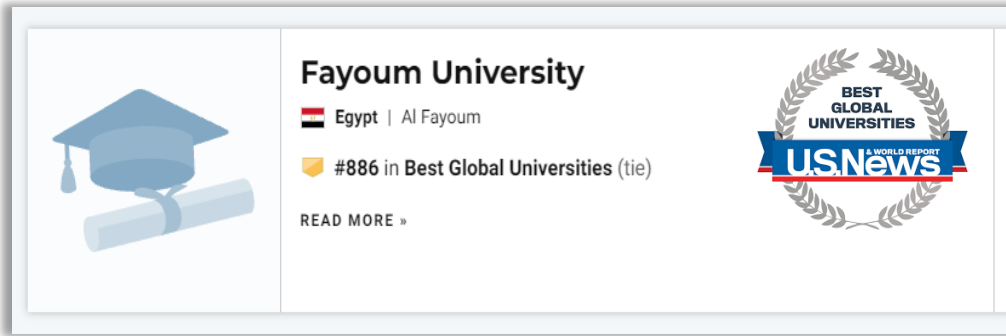 Fayoum University
Egypt | Al Fayoum
#886 in Best Global Universities (tie)
READ MORE »
BEST
GLOBAL
UNIVERSITIES
& WORLD REPORT
U.S.News